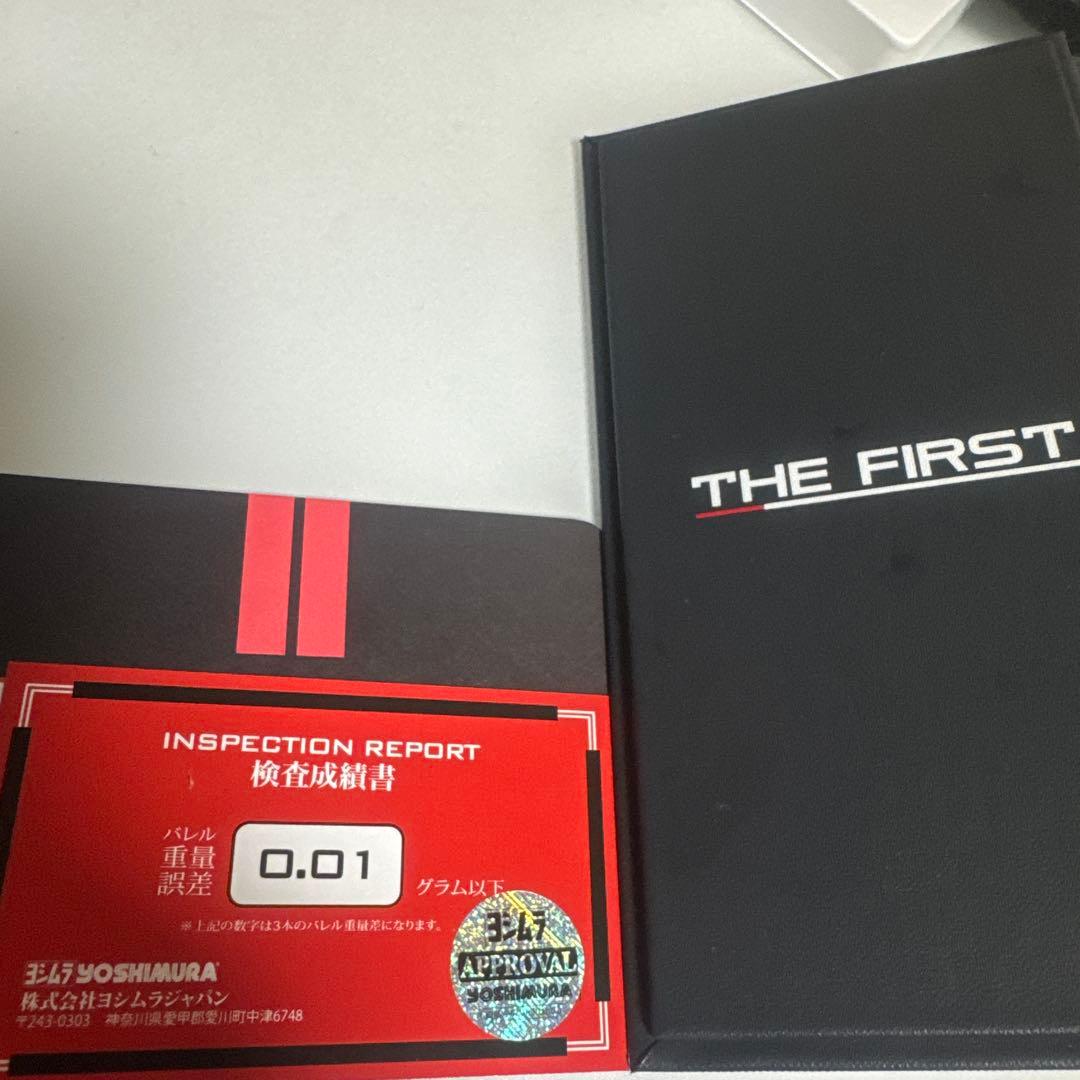 THE FIRST
INSPECTION REPORT
検査成績書
バレル
重量
誤差
0.01
グラム以下
※上記の数字は3本のバレル重量差になります。
ヨシムラ YOSHIMURA
株式会社ヨシムラジャパン
〒243-0303 神奈川県愛甲郡愛川町中津6748
ヨシムラ
APPROVAL
YOSHIMURA